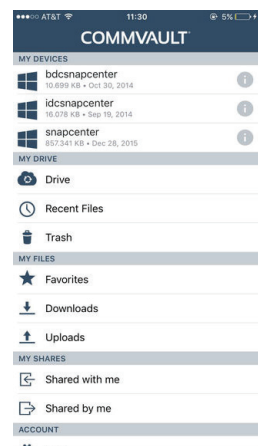 AT&T 11:30 5%
COMMVAULT
MY DEVICES
bdcsnapcenter
10.699 KB • Oct 30, 2014
idcsnapcenter
16.078 KB • Sep 19, 2014
snapcenter
857.341 KB • Dec 28, 2015
MY DRIVE
Drive
Recent Files
Trash
MY FILES
Favorites
Downloads
Uploads
MY SHARES
Shared with me
Shared by me
ACCOUNT